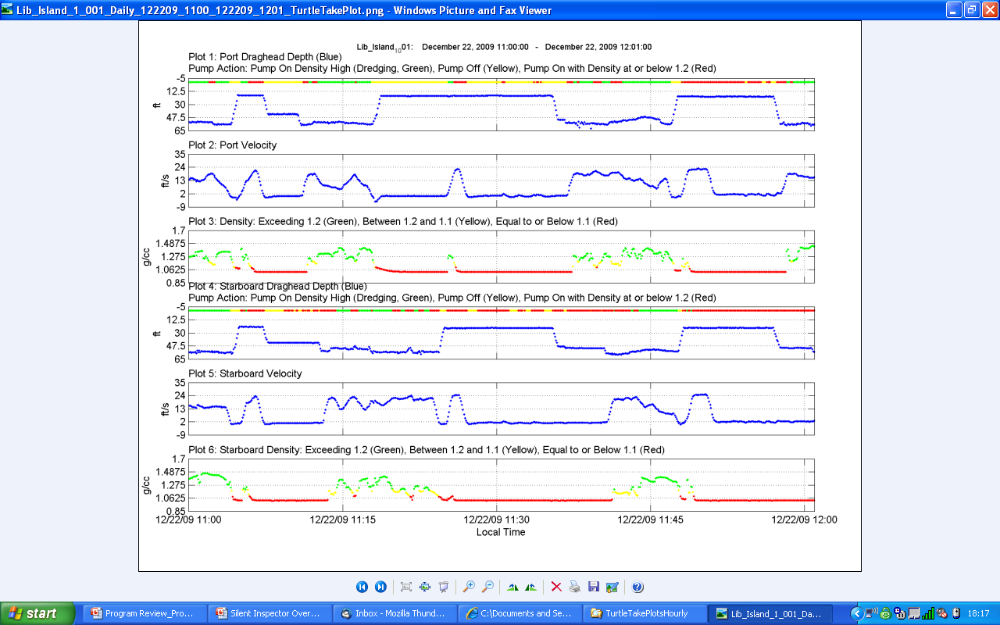 Lib_Island_1_001_Daily_122209_1100_122209_1201_TurtleTakePlot.png - Windows Picture and Fax Viewer
Lib_Island1001: December 22, 2009 11:00:00 - December 22, 2009 12:01:00
Plot 1: Port Draghead Depth (Blue)
Pump Action: Pump On Density High (Dredging, Green), Pump Off (Yellow), Pump On with Density at or below 1.2 (Red)
-5
12.5
30
47.5
65
ft
Plot 2: Port Velocity
35
24
13
2
-9
ft/s
Plot 3: Density: Exceeding 1.2 (Green), Between 1.2 and 1.1 (Yellow), Equal to or Below 1.1 (Red)
1.7
1.4875
1.275
1.0625
0.85
g/cc
Plot 4: Starboard Draghead Depth (Blue)
Pump Action: Pump On Density High (Dredging, Green), Pump Off (Yellow), Pump On with Density at or below 1.2 (Red)
-5
12.5
30
47.5
65
ft
Plot 5: Starboard Velocity
35
24
13
2
-9
ft/s
Plot 6: Starboard Density: Exceeding 1.2 (Green), Between 1.2 and 1.1 (Yellow), Equal to or Below 1.1 (Red)
1.7
1.4875
1.275
1.0625
0.85
g/cc
12/22/09 11:00 12/22/09 11:15 12/22/09 11:30 12/22/09 11:45 12/22/09 12:00
Local Time
start Program Review_Pro... Silent Inspector Over... Inbox - Mozilla Thund... C:\Documents and Se... TurtleTakePlotsHourly Lib_Island_1_001_Da... 18:17